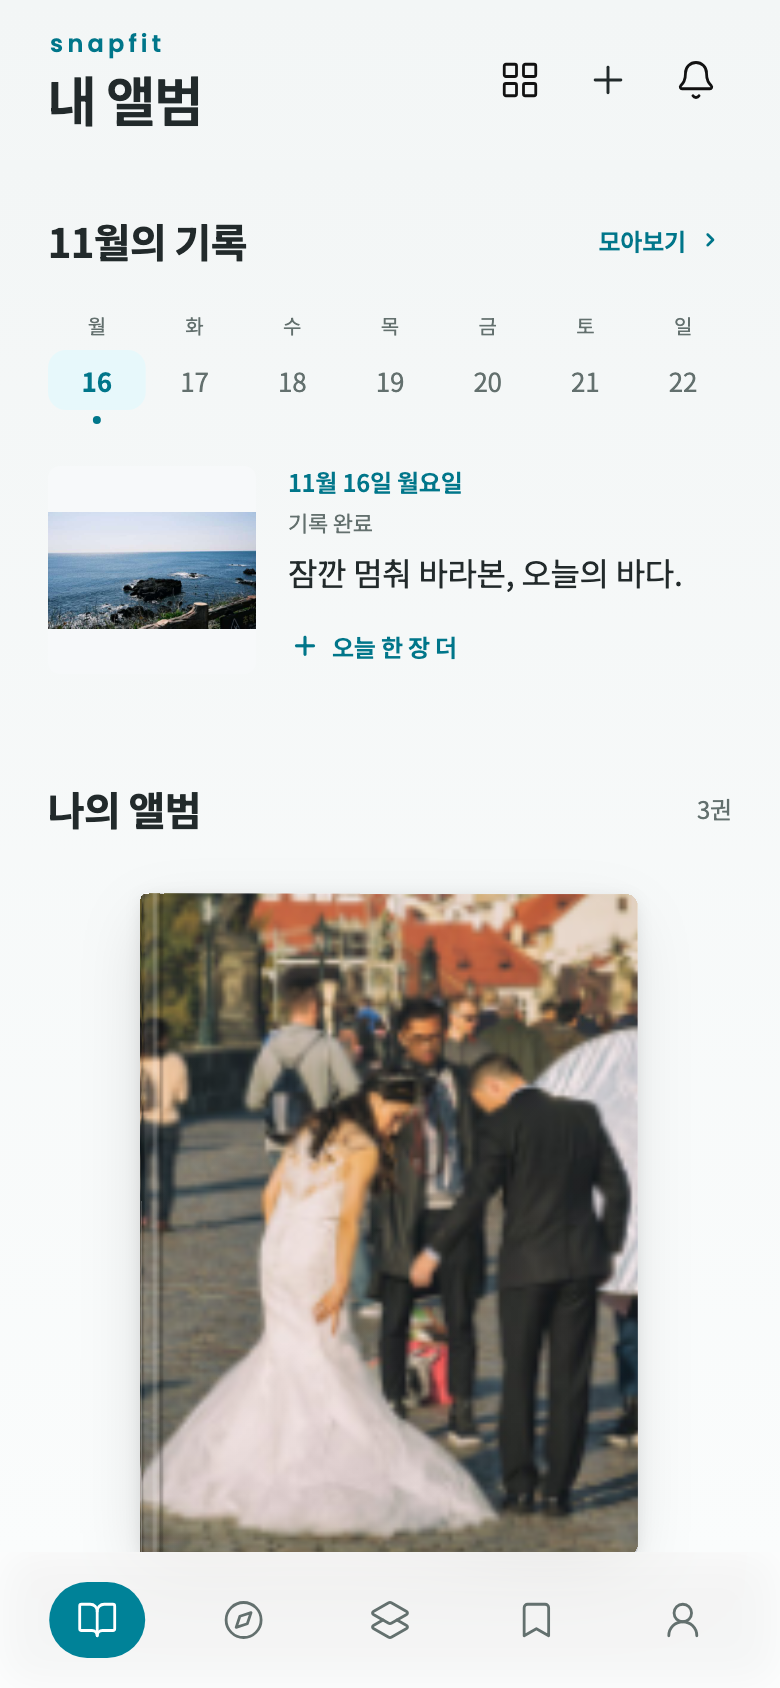 snapfit
내 앨범
11월의 기록
모아보기
월 화 수 목 금 토 일
16 17 18 19 20 21 22
11월 16일 월요일
기록 완료
잠깐 멈춰 바라본, 오늘의 바다.
오늘 한 장 더
나의 앨범
3권